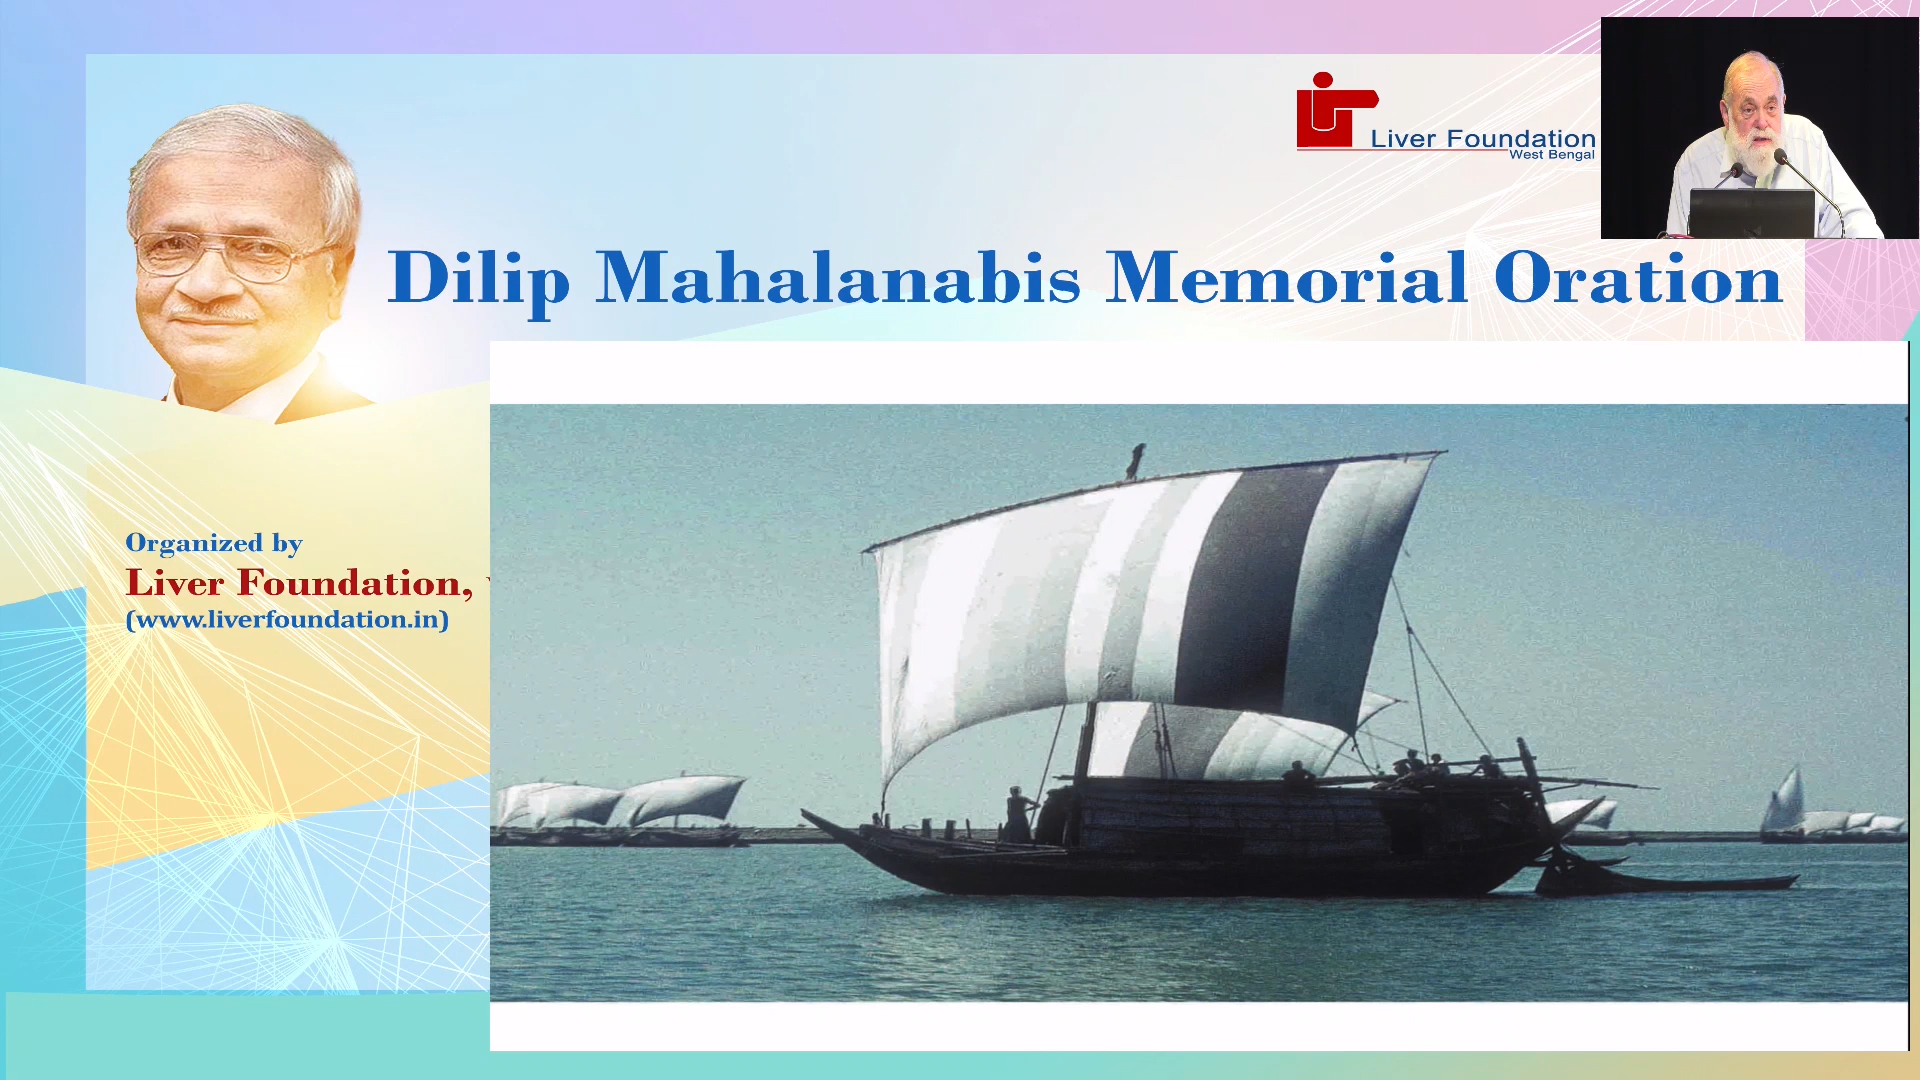 Liver Foundation
West Bengal
Dilip Mahalanabis Memorial Oration
Organized by
Liver Foundation,
(www.liverfoundation.in)